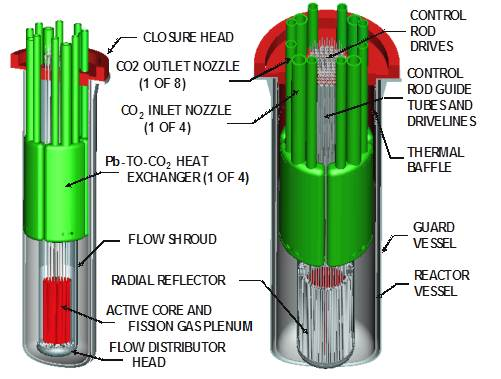 CLOSURE HEAD
CO2 OUTLET NOZZLE
(1 OF 8)
CO₂ INLET NOZZLE
(1 OF 4)
Pb-TO-CO₂ HEAT
EXCHANGER (1 OF 4)
FLOW SHROUD
RADIAL REFLECTOR
ACTIVE CORE AND
FISSION GAS PLENUM
FLOW DISTRIBUTOR
HEAD
CONTROL
ROD
DRIVES
CONTROL
ROD GUIDE
TUBES AND
DRIVELINES
THERMAL
BAFFLE
GUARD
VESSEL
REACTOR
VESSEL